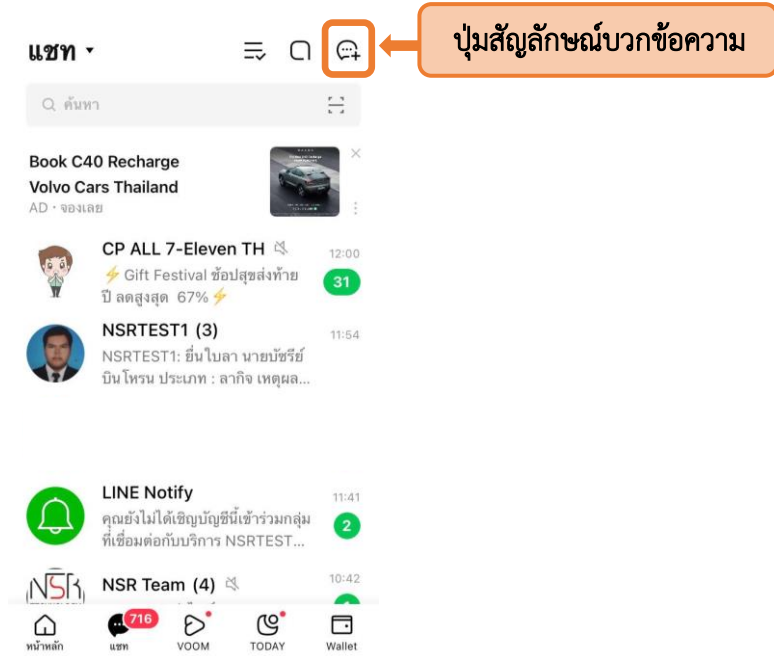 แชท
ปุ่มสัญลักษณ์บวกข้อความ
ค้นหา
Book C40 Recharge
Volvo Cars Thailand
AD · จองเลย
CP ALL 7-Eleven TH
12:00
⚡ Gift Festival ช้อปสุขส่งท้าย
ปี ลดสูงสุด 67%⚡
31
NSRTEST1 (3)
11:54
NSRTEST1: ยื่นใบลา นายบัซรีย์
บินโหรน ประเภท : ลากิจ เหตุผล...
LINE Notify
11:41
คุณยังไม่ได้เชิญบัญชีนี้เข้าร่วมกลุ่ม
ที่เชื่อมต่อกับบริการ NSRTEST...
2
NSR
NSR Team (4)
10:42
716
หน้าหลัก
แชท
VOOM
TODAY
Wallet